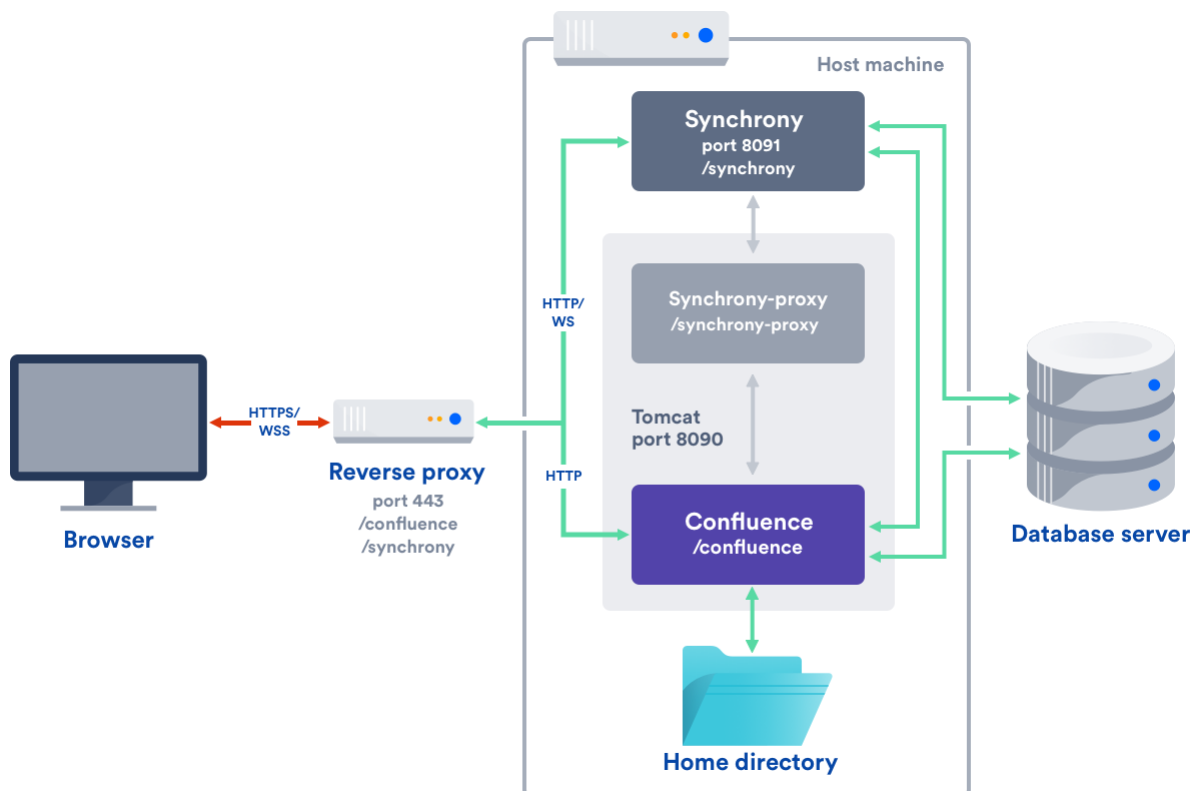 Host machine
Synchrony
port 8091
/synchrony
HTTP/
WS
Synchrony-proxy
/synchrony-proxy
HTTPS/
WSS
Tomcat
port 8090
Reverse proxy
port 443
/confluence
/synchrony
HTTP
Confluence
/confluence
Browser
Database server
Home directory